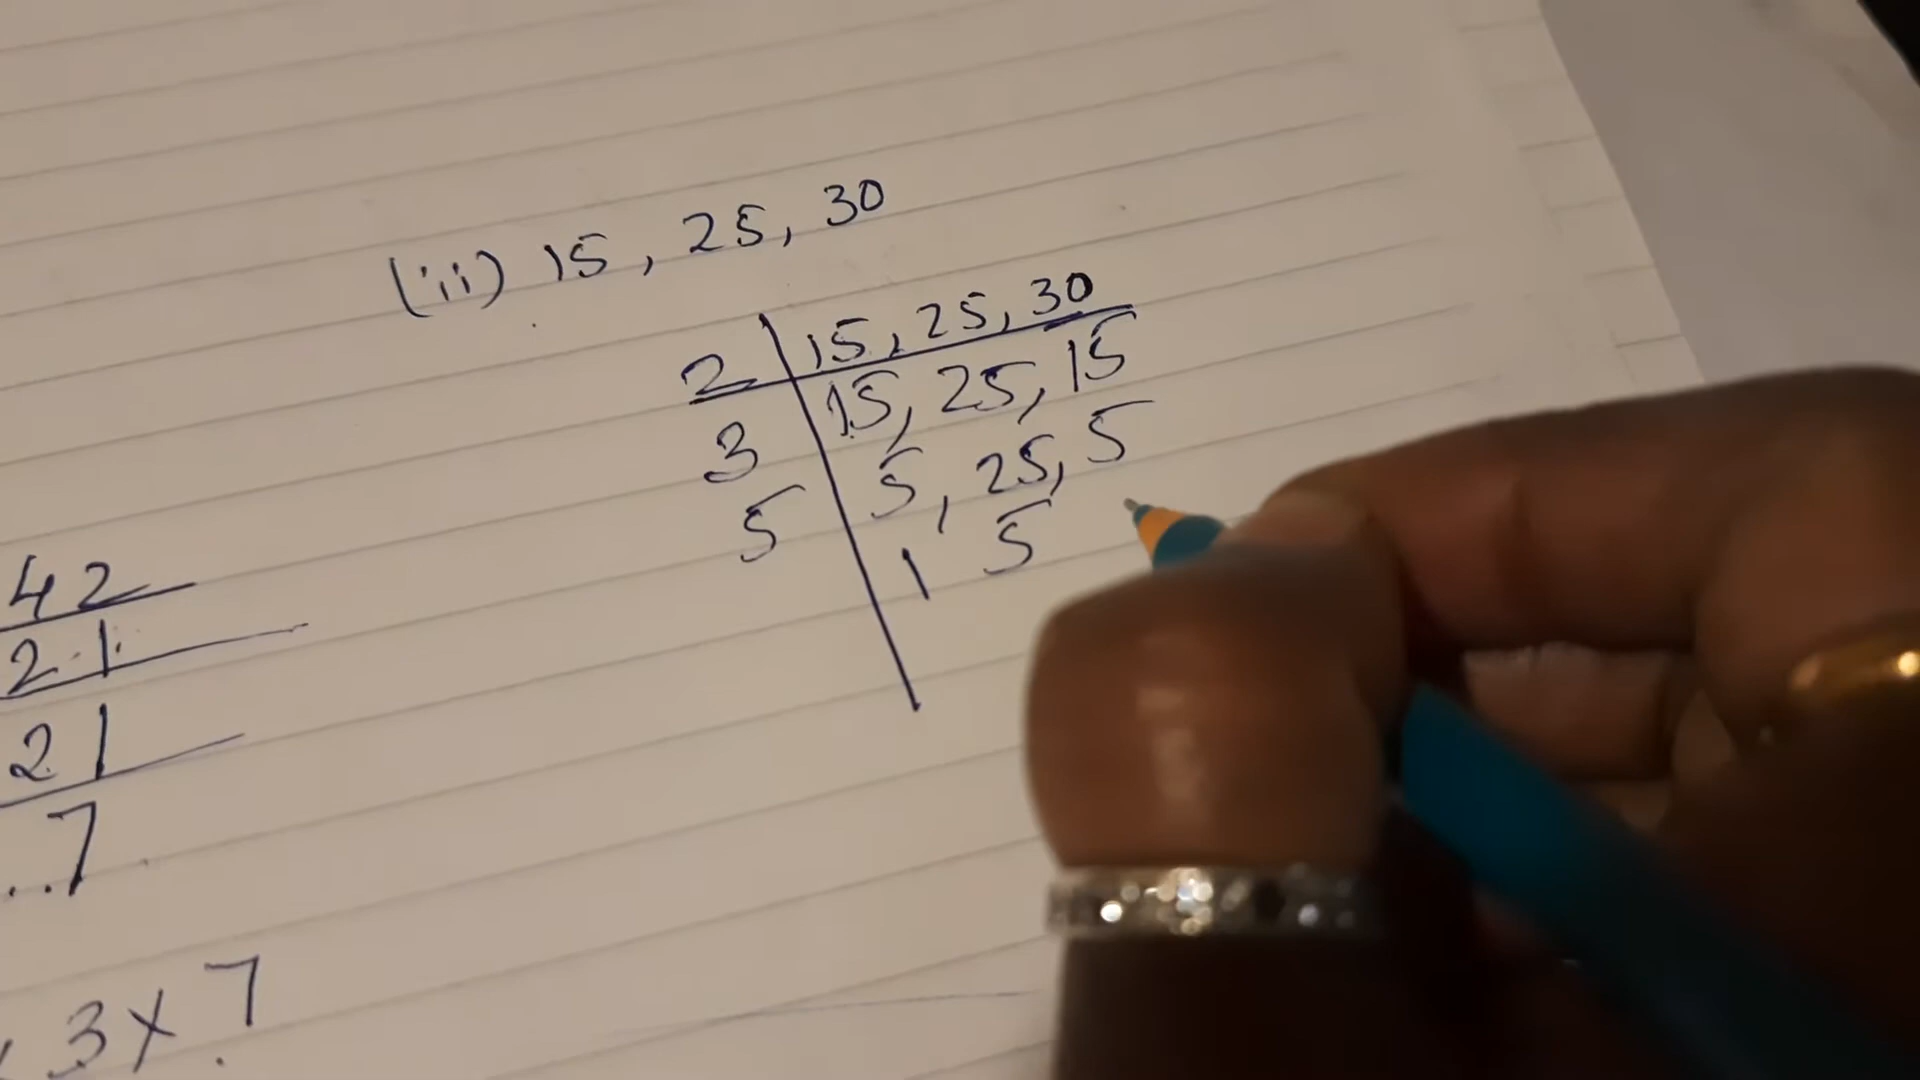 (iii) 15, 25, 30
2 | 15, 25, 30
3 | 15, 25, 15
5 | 5, 25, 5
1 5
42
21
21
7
3 x 7